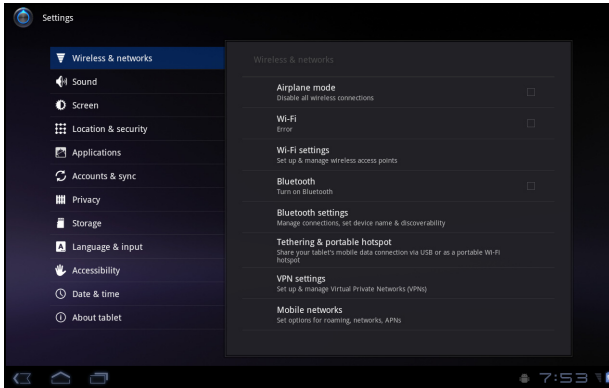 Settings
Wireless & networks
Sound
Screen
Location & security
Applications
Accounts & sync
Privacy
Storage
Language & input
Accessibility
Date & time
About tablet
Wireless & networks
Airplane mode
Disable all wireless connections
Wi-Fi
Error
Wi-Fi settings
Set up & manage wireless access points
Bluetooth
Turn on Bluetooth
Bluetooth settings
Manage connections, set device name & discoverability
Tethering & portable hotspot
Share your tablet's mobile data connection via USB or as a portable Wi-Fi
hotspot
VPN settings
Set up & manage Virtual Private Networks (VPNs)
Mobile networks
Set options for roaming, networks, APNs
7:53